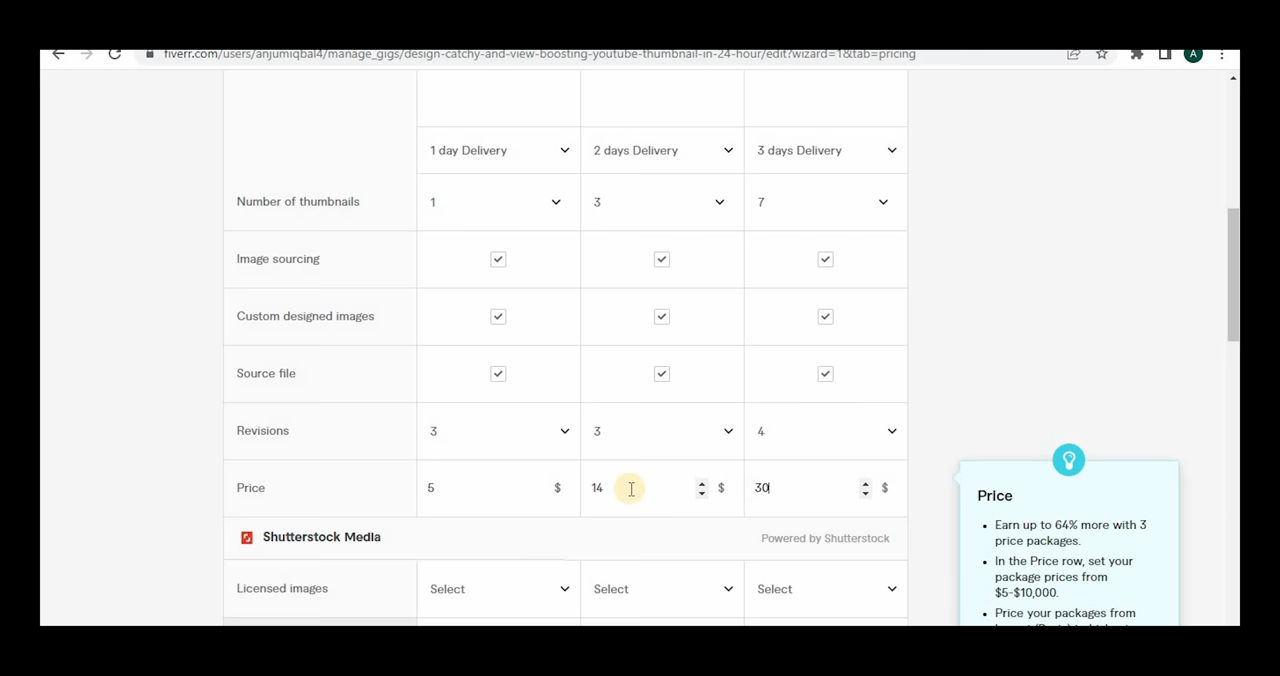 fiverr.com/users/anjumiqbal4/manage_gigs/design-catchy-and-view-boosting-youtube-thumbnail-in-24-hour/edit?wizard=1&tab=pricing
A
1 day Delivery 2 days Delivery 3 days Delivery
Number of thumbnails 1 3 7
Image sourcing
Custom designed images
Source file
Revisions 3 3 4
Price 5 $ 14 $ 30 $
Shutterstock Media Powered by Shutterstock
Licensed images Select Select Select
Price
• Earn up to 64% more with 3
price packages.
• In the Price row, set your
package prices from
$5-$10,000.
• Price your packages from